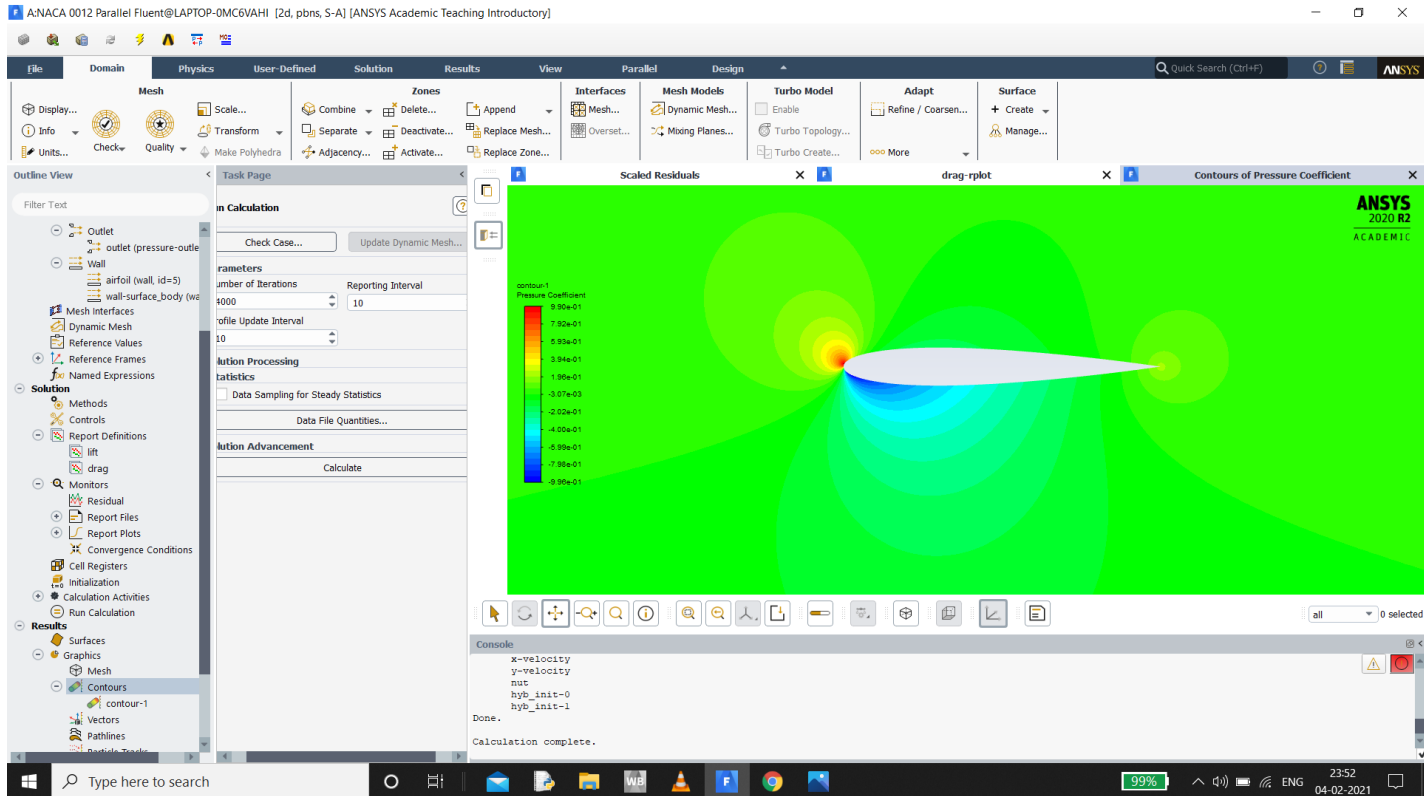 A:NACA 0012 Parallel Fluent@LAPTOP-0MC6VAHI [2d, pbns, S-A] [ANSYS Academic Teaching Introductory]
File Domain Physics User-Defined Solution Results View Parallel Design Quick Search (Ctrl+F) ANSYS
Mesh Zones Interfaces Mesh Models Turbo Model Adapt Surface
Display... Scale... Combine Delete... Append Mesh... Dynamic Mesh... Enable Refine / Coarsen... + Create
Info Transform Separate Deactivate... Replace Mesh... Overset... Mixing Planes... Turbo Topology... Manage...
Units... Check Quality Make Polyhedra Adjacency... Activate... Replace Zone... Turbo Create... More
Outline View < Task Page <
Scaled Residuals drag-rplot Contours of Pressure Coefficient
Filter Text
Outlet
outlet (pressure-outle
Wall
airfoil (wall, id=5)
wall-surface_body (wa
Mesh Interfaces
Dynamic Mesh
Reference Values
Reference Frames
Named Expressions
Solution
Methods
Controls
Report Definitions
lift
drag
Monitors
Residual
Report Files
Report Plots
Convergence Conditions
Cell Registers
Initialization
Calculation Activities
Run Calculation
Results
Surfaces
Graphics
Mesh
Contours
contour-1
Vectors
Pathlines
Particle Tracks
un Calculation
Check Case... Update Dynamic Mesh...
rameters
umber of Iterations Reporting Interval
4000 10
rofile Update Interval
10
lution Processing
tatistics
Data Sampling for Steady Statistics
Data File Quantities...
lution Advancement
Calculate
ANSYS
2020 R2
ACADEMIC
contour-1
Pressure Coefficient
9.90e-01
7.92e-01
5.93e-01
3.94e-01
1.96e-01
-3.07e-03
-2.02e-01
-4.00e-01
-5.99e-01
-7.98e-01
-9.96e-01
all 0 selected
Console
x-velocity
y-velocity
nut
hyb_init-0
hyb_init-1
Done.
Calculation complete.
Type here to search WB F 99% ENG 23:52
04-02-2021